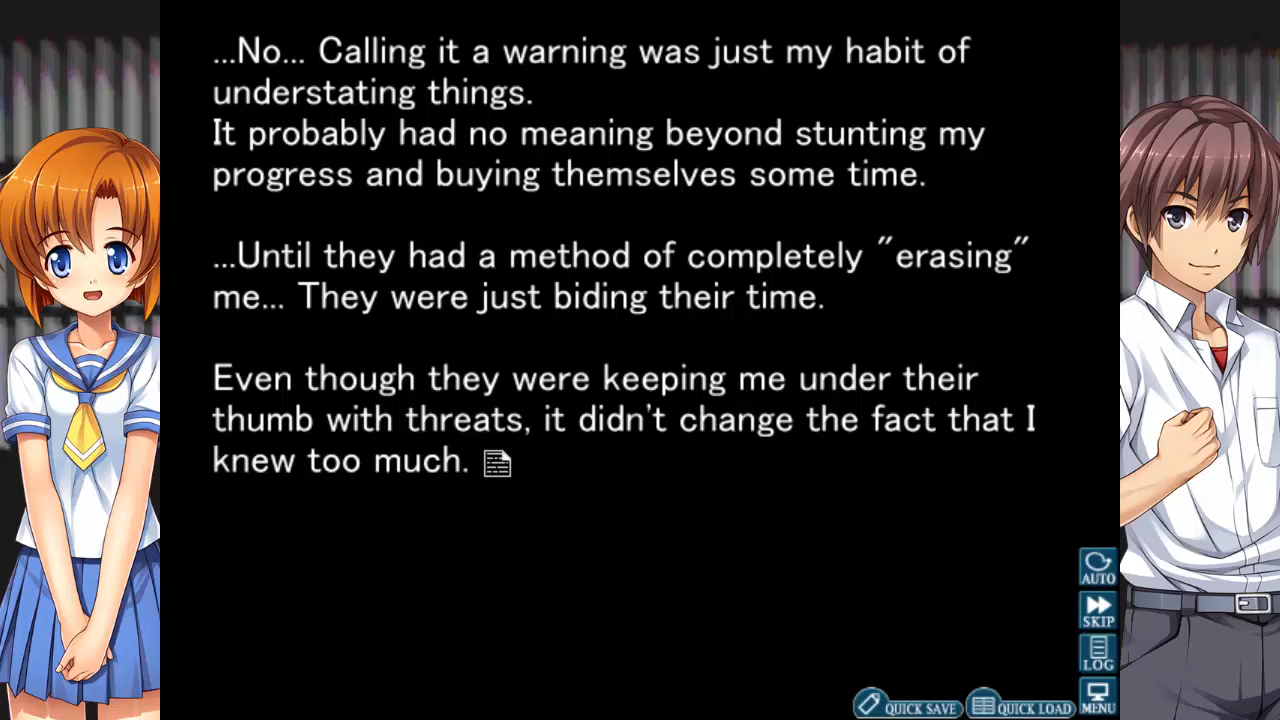 ...No... Calling it a warning was just my habit of
understating things.
It probably had no meaning beyond stunting my
progress and buying themselves some time.
...Until they had a method of completely "erasing"
me... They were just biding their time.
Even though they were keeping me under their
thumb with threats, it didn't change the fact that I
knew too much.
AUTO
SKIP
LOG
MENU
QUICK SAVE
QUICK LOAD